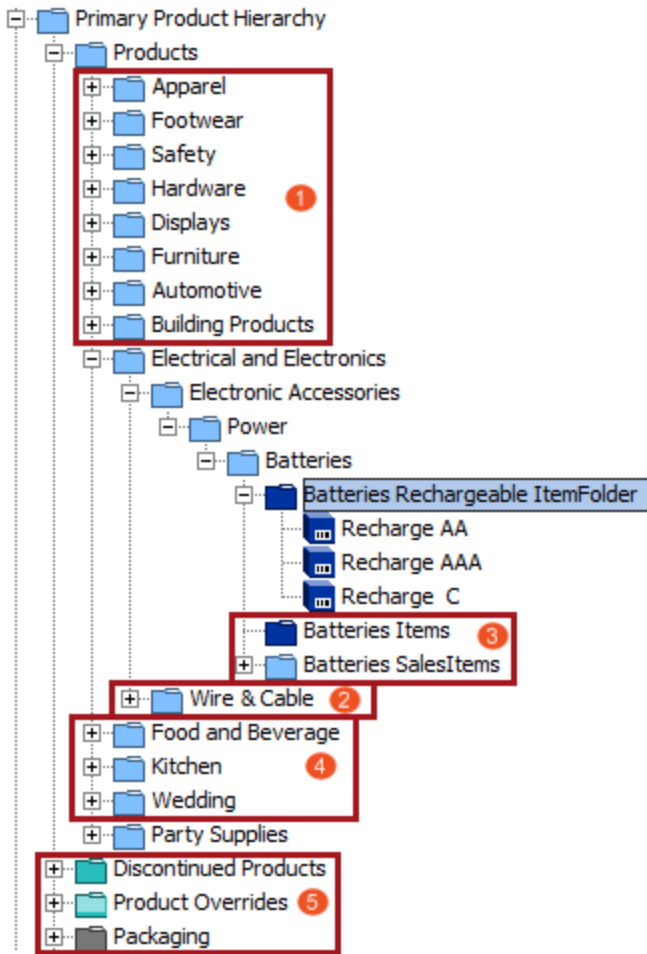 Primary Product Hierarchy
Products
Apparel
Footwear
Safety
Hardware
1
Displays
Furniture
Automotive
Building Products
Electrical and Electronics
Electronic Accessories
Power
Batteries
Batteries Rechargeable ItemFolder
Recharge AA
Recharge AAA
Recharge C
Batteries Items 3
Batteries SalesItems
Wire & Cable 2
Food and Beverage
Kitchen 4
Wedding
Party Supplies
Discontinued Products
Product Overrides 5
Packaging